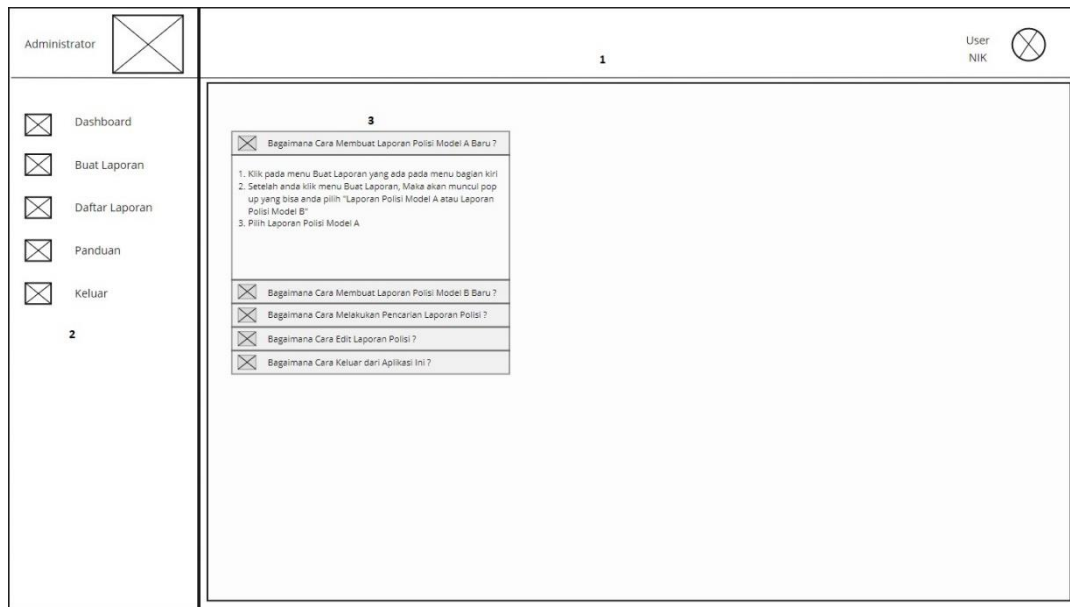 Administrator
User
NIK
1
Dashboard
Buat Laporan
Daftar Laporan
Panduan
Keluar
2
3
Bagaimana Cara Membuat Laporan Polisi Model A Baru ?
1. Klik pada menu Buat Laporan yang ada pada menu bagian kiri
2. Setelah anda klik menu Buat Laporan, Maka akan muncul pop
up yang bisa anda pilih "Laporan Polisi Model A atau Laporan
Polisi Model B"
3. Pilih Laporan Polisi Model A
Bagaimana Cara Membuat Laporan Polisi Model B Baru ?
Bagaimana Cara Melakukan Pencarian Laporan Polisi ?
Bagaimana Cara Edit Laporan Polisi ?
Bagaimana Cara Keluar dari Aplikasi Ini ?